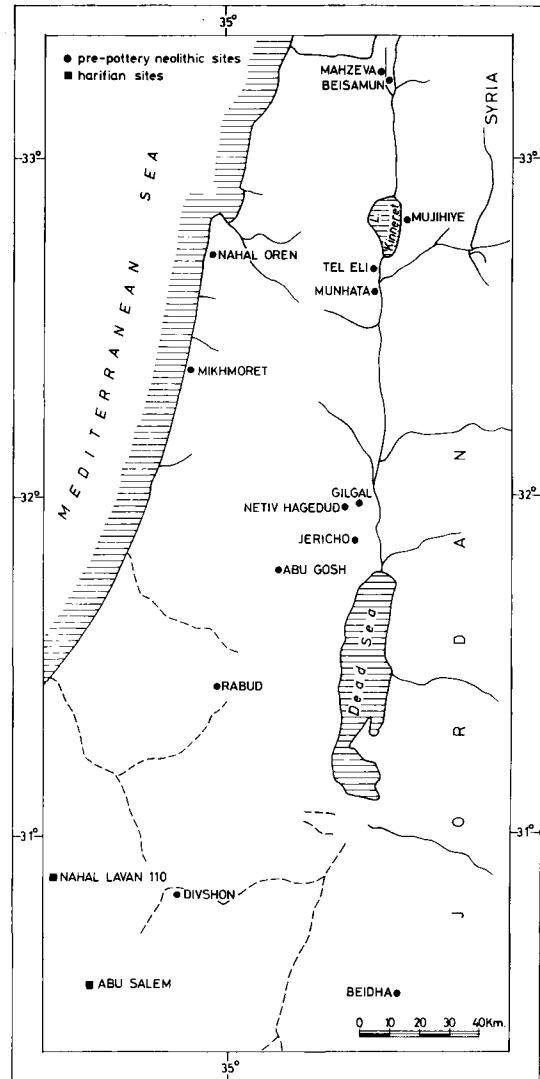 35°
● pre-pottery neolithic sites
■ harifian sites
MAHZEVA
BEISAMUN
SYRIA
33°
33°
MEDITERRANEAN SEA
L. Kinneret
MUJIHIYE
NAHAL OREN
TEL ELI
MUNHATA
MIKHMORET
32°
32°
GILGAL
NETIV HAGEDUD
JERICHO
ABU GOSH
JORDAN
Dead Sea
RABUD
31°
31°
NAHAL LAVAN 110
DIVSHON
ABU SALEM
BEIDHA
0 10 20 30 40Km.
35°